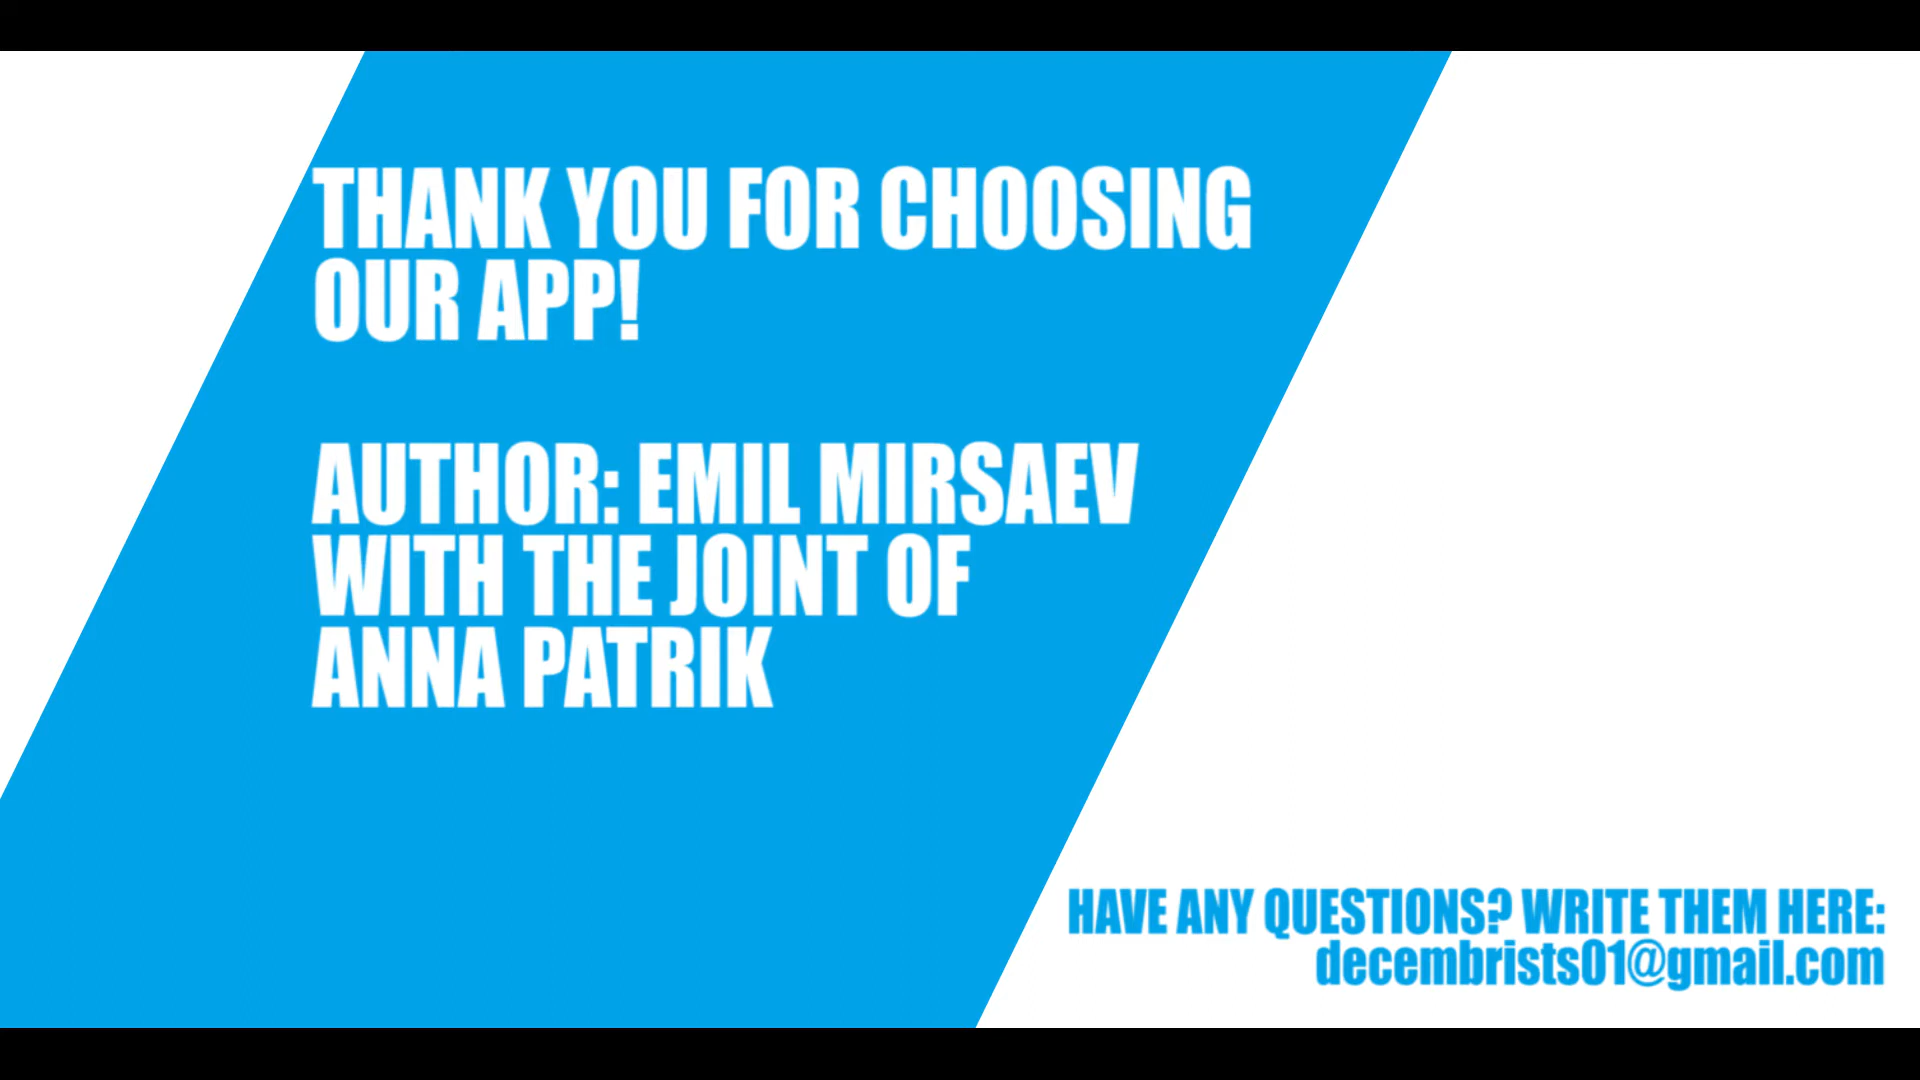 THANK YOU FOR CHOOSING
OUR APP!
AUTHOR: EMIL MIRSAEV
WITH THE JOINT OF
ANNA PATRIK
HAVE ANY QUESTIONS? WRITE THEM HERE:
decembrists01@gmail.com